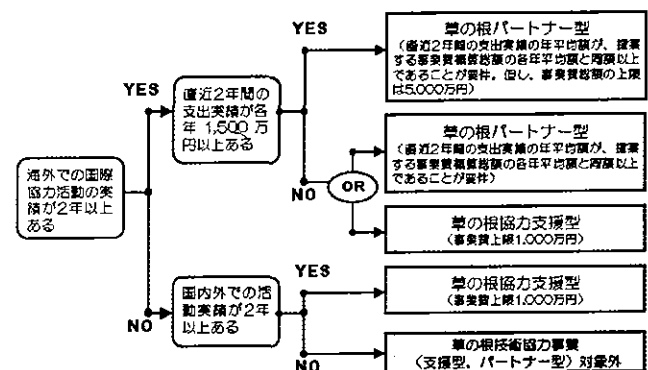 YES
草の根パートナー型
(直近2年間の支出実績の年平均額が、提案
する事業費概算総額の各年平均額と同額以上
であることが要件。但し、事業費総額の上限
は5,000万円)
YES
直近2年間の
支出実績が各
年 1,500 万
円以上ある
草の根パートナー型
(直近2年間の支出実績の年平均額が、提案
する事業費概算総額の各年平均額と同額以上
であることが要件)
NO
OR
海外での国際
協力活動の実
績が2年以上
ある
草の根協力支援型
(事業費上限1,000万円)
YES
国内外での活
動実績が2年
以上ある
草の根協力支援型
(事業費上限1,000万円)
NO
NO
草の根技術協力事業
(支援型、パートナー型)対象外